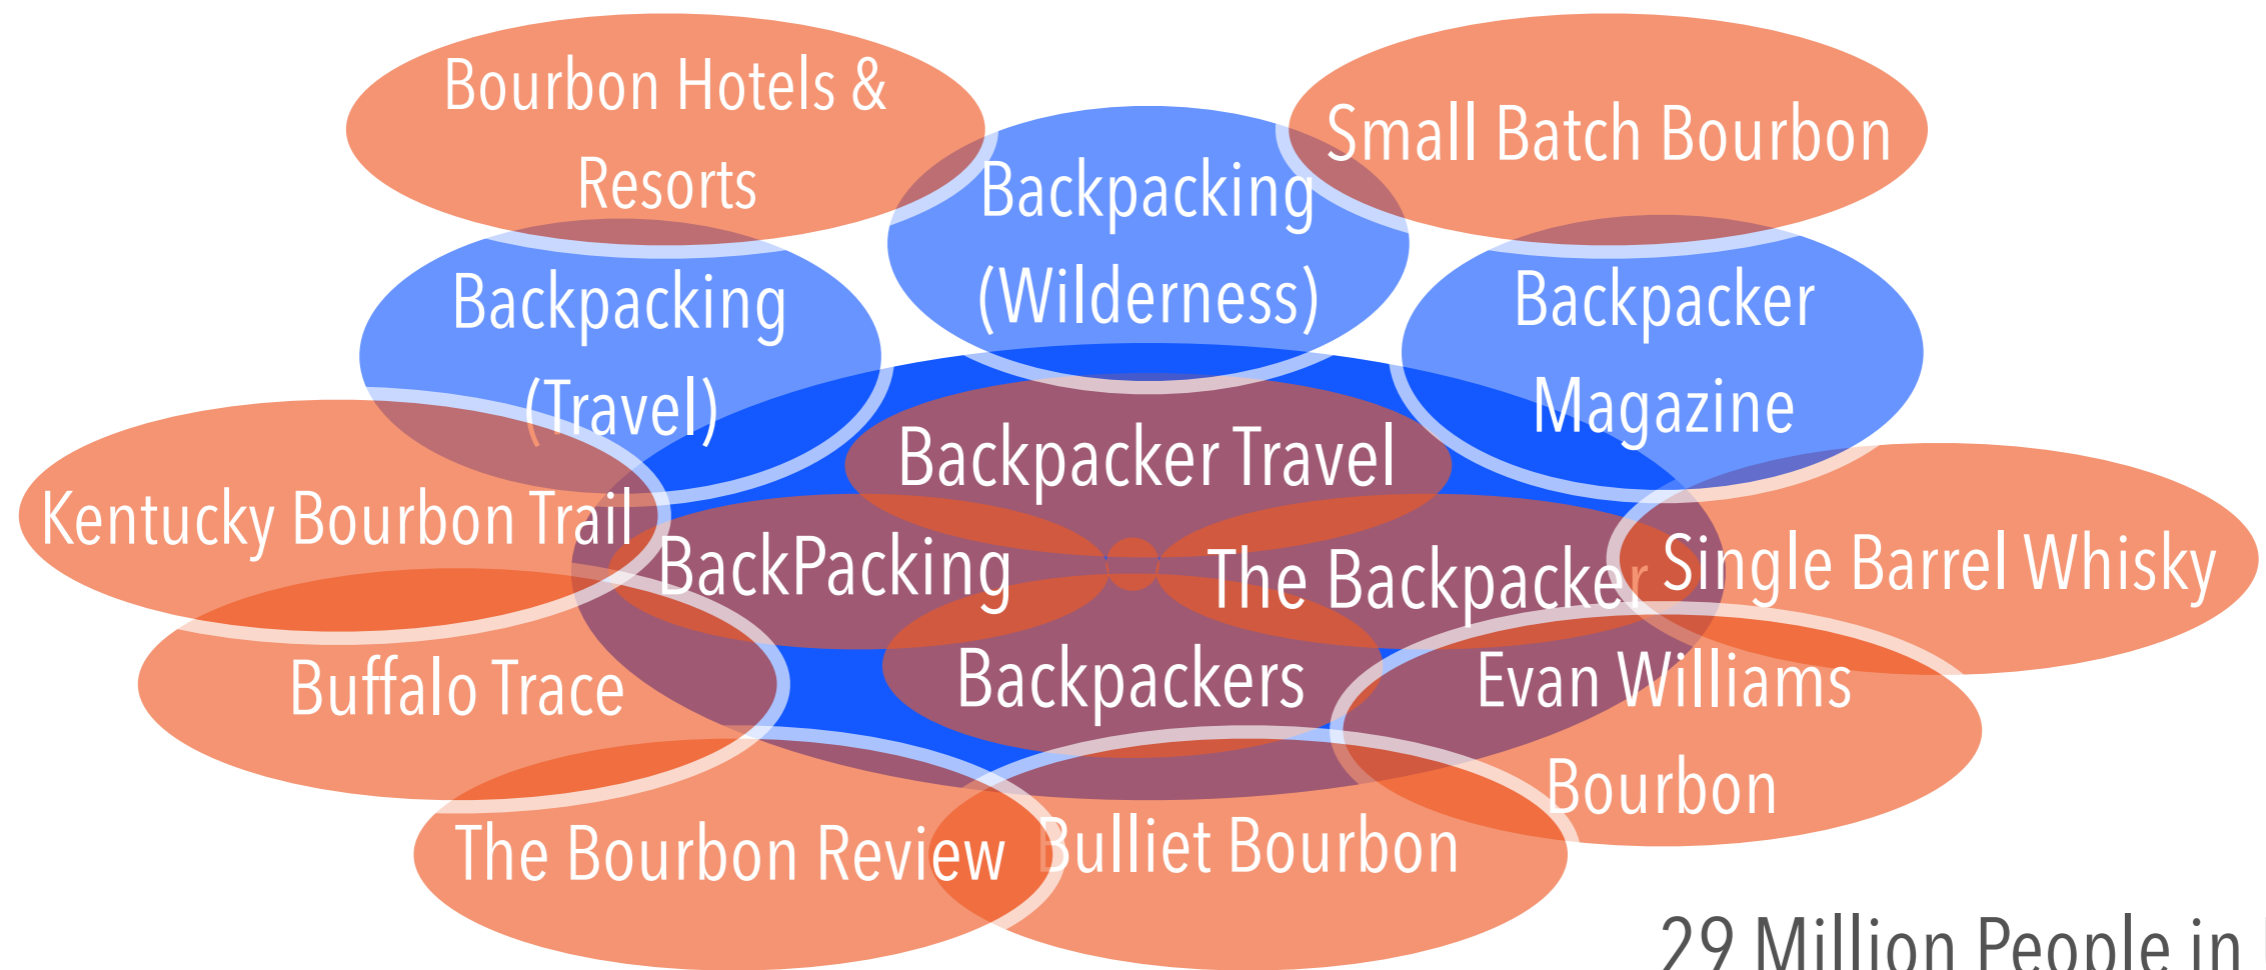 Bourbon Hotels &
Resorts
Small Batch Bourbon
Backpacking
(Wilderness)
Backpacking
(Travel)
Backpacker
Magazine
Backpacker Travel
Kentucky Bourbon Trail
BackPacking
The Backpacker
Single Barrel Whisky
Buffalo Trace
Backpackers
Evan Williams
Bourbon
The Bourbon Review
Bulliet Bourbon
29 Million People in